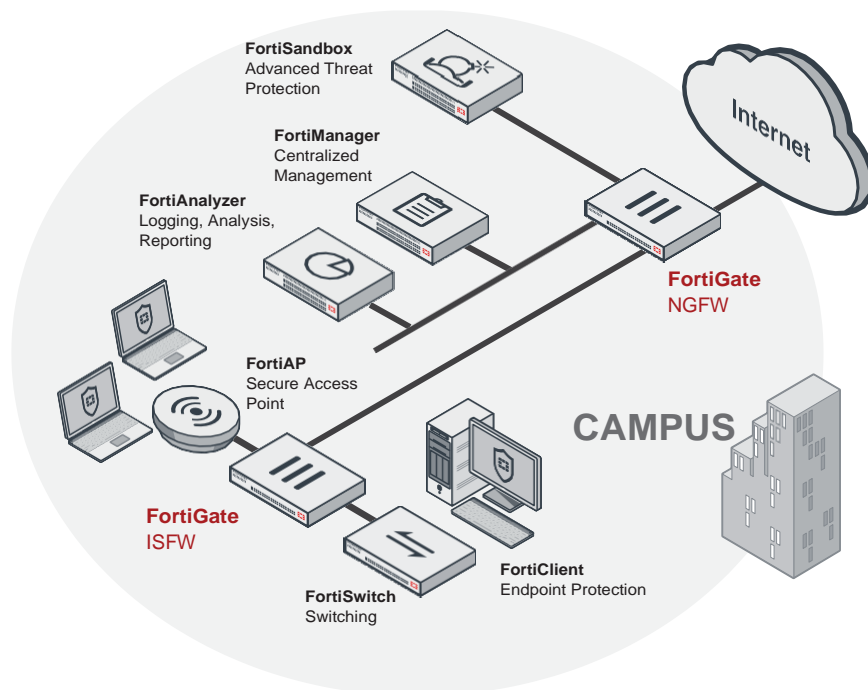 FortiSandbox
Advanced Threat
Protection
Internet
FortiManager
Centralized
Management
FortiAnalyzer
Logging, Analysis,
Reporting
FortiGate
NGFW
FortiAP
Secure Access
Point
CAMPUS
FortiGate
ISFW
FortiClient
Endpoint Protection
FortiSwitch
Switching